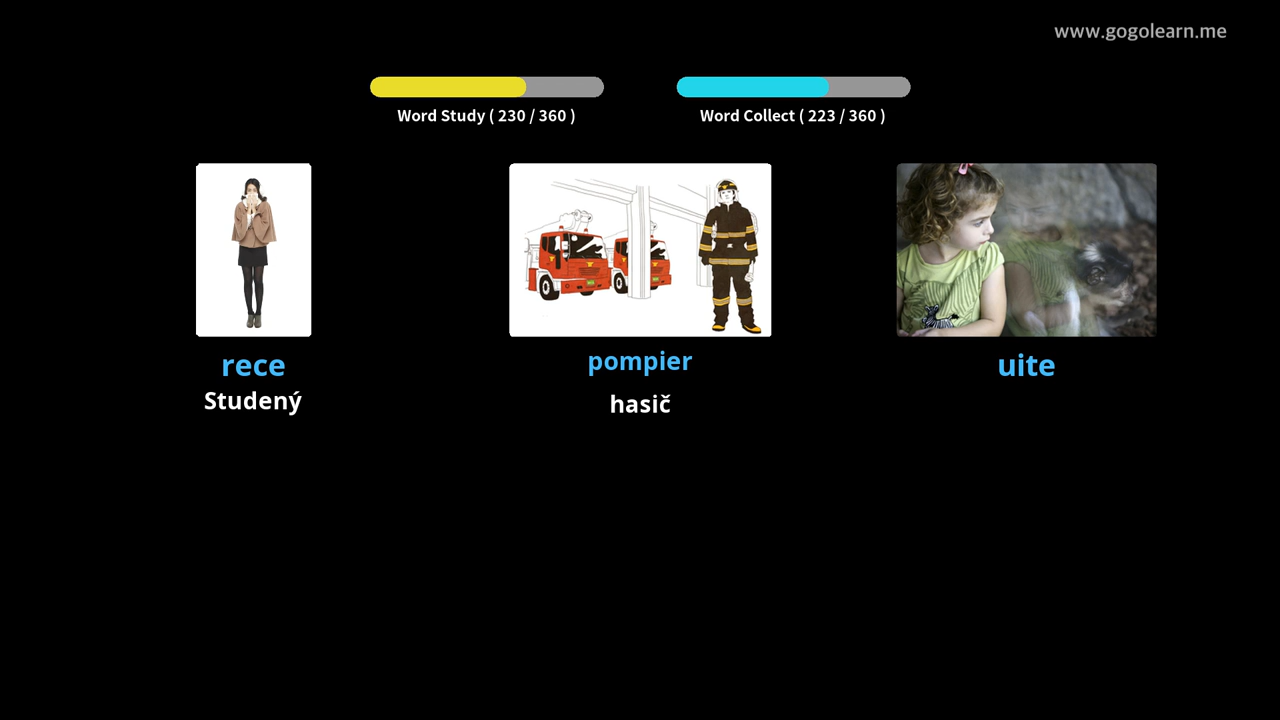 www.gogolearn.me
Word Study ( 230 / 360 )
Word Collect ( 223 / 360 )
rece
Studený
pompier
hasič
uite